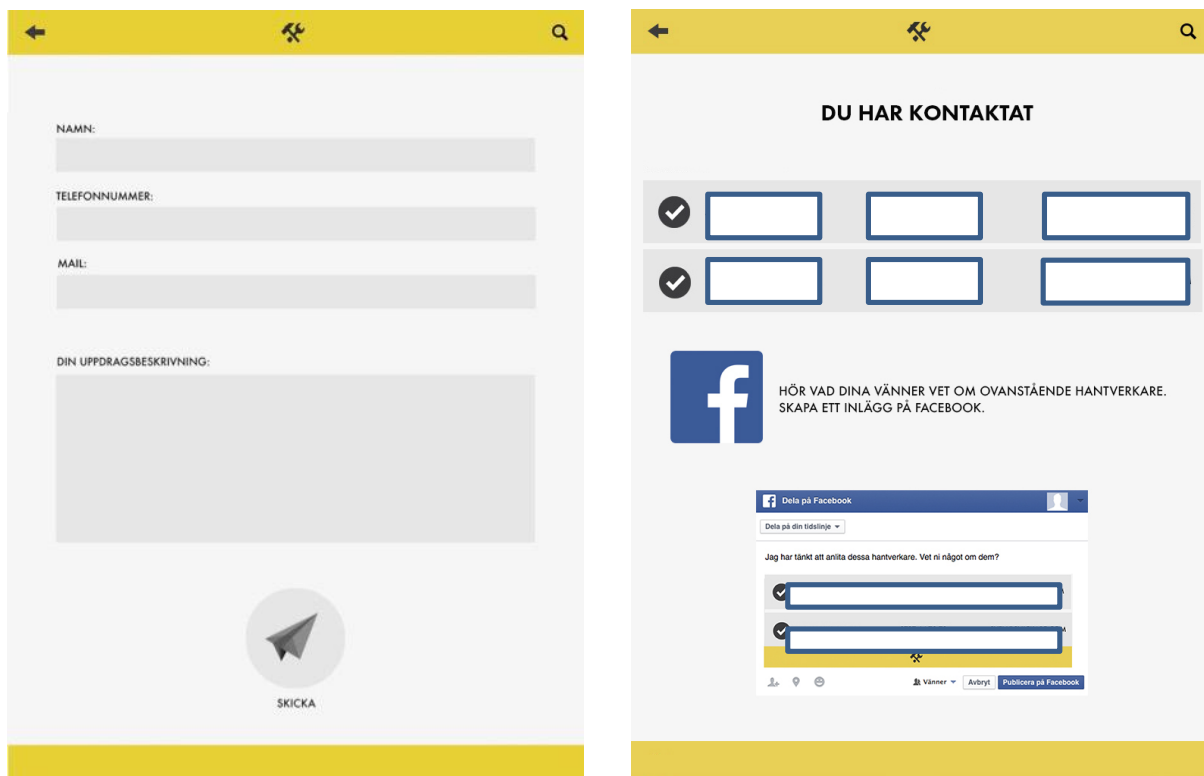 NAMN:
TELEFONNUMMER:
MAIL:
DIN UPPDRAGSBESKRIVNING:
SKICKA
DU HAR KONTAKTAT
HÖR VAD DINA VÄNNER VET OM OVANSTÅENDE HANTVERKARE.
SKAPA ETT INLÄGG PÅ FACEBOOK.
Dela på Facebook
Dela på din tidslinje
Jag har tänkt att anlita dessa hantverkare. Vet ni något om dem?
Vänner Avbryt Publicera på Facebook